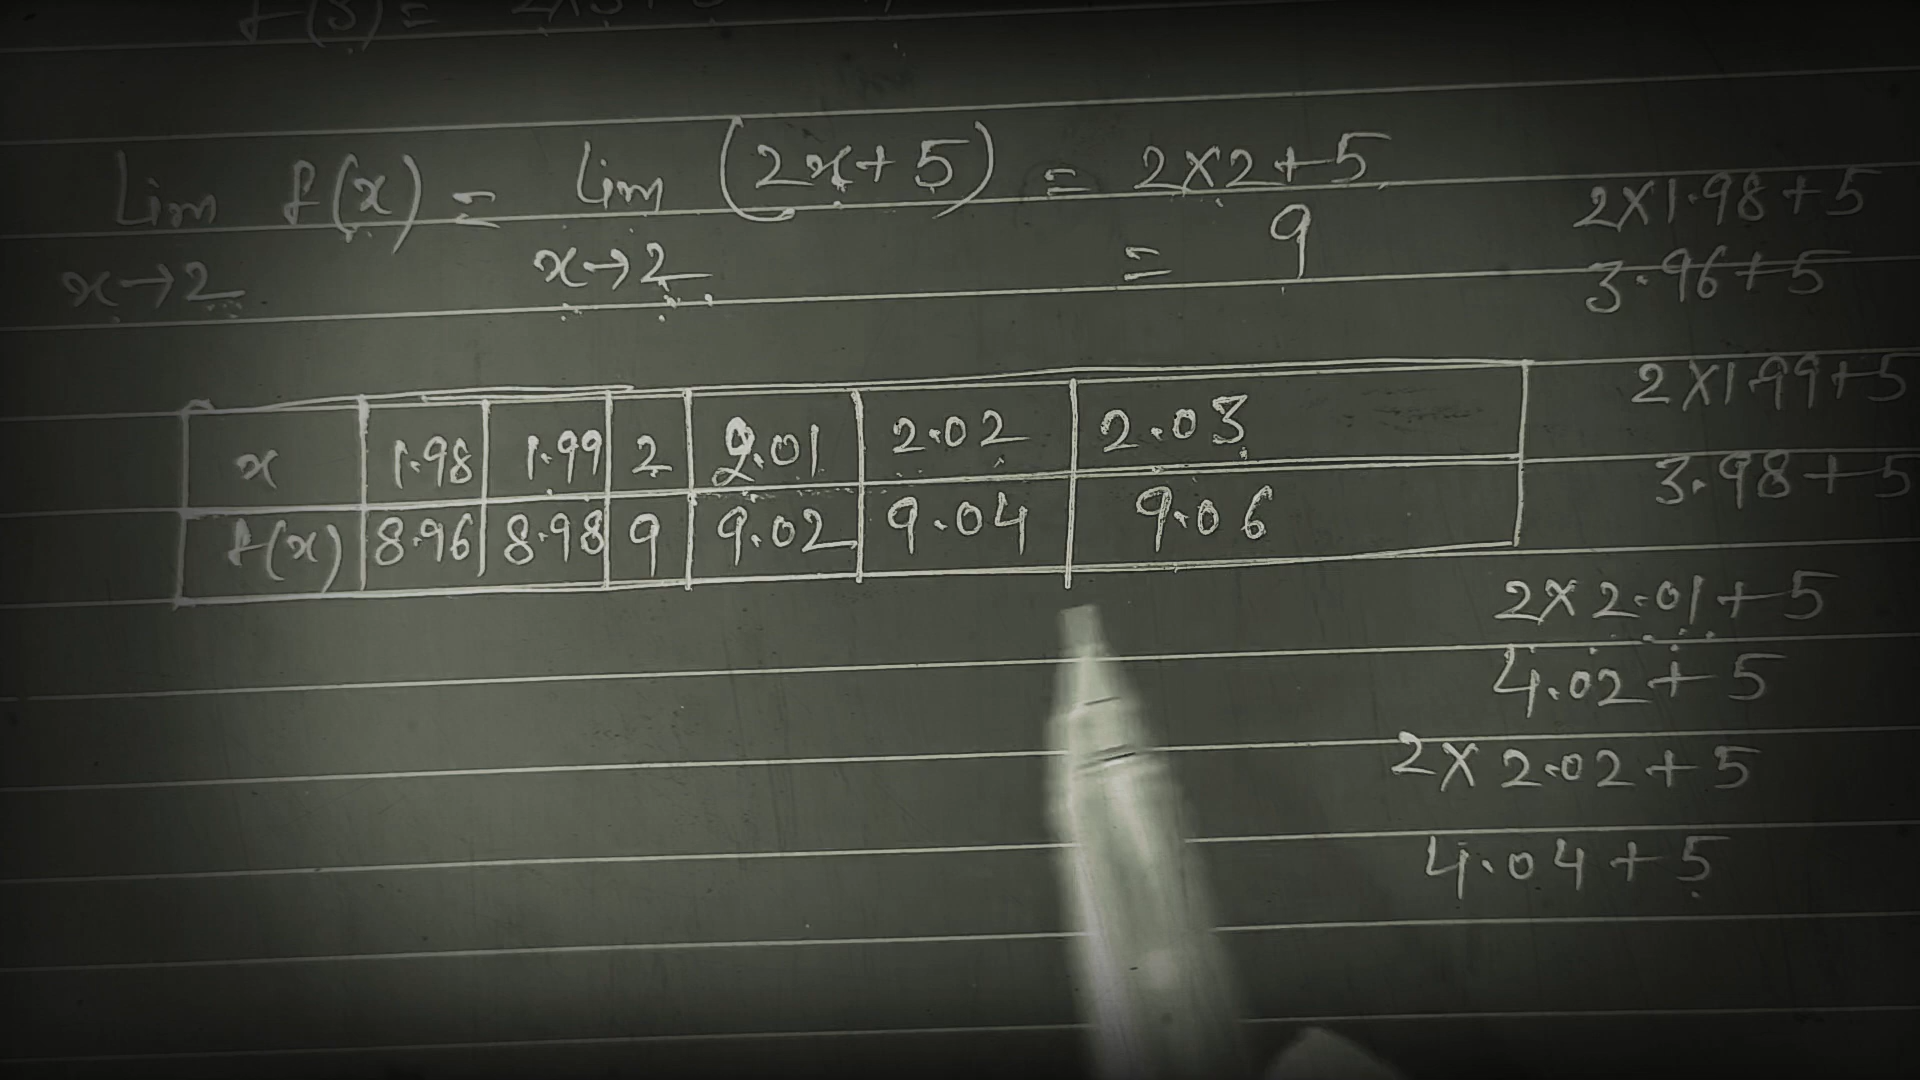 f(3) =
Lim f(x) = Lim (2x+5) = 2×2+5
x→2 x→2 = 9
x 1.98 1.99 2 2.01 2.02 2.03
f(x) 8.96 8.98 9 9.02 9.04 9.06
2×1.98+5
3.96+5
2×1.99+5
3.98+5
2×2.01+5
4.02+5
2×2.02+5
4.04+5